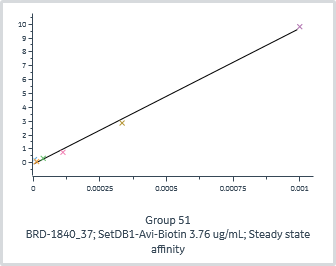 10
9
8
7
6
5
4
3
2
1
0
0 0.00025 0.0005 0.00075 0.001
Group 51
BRD-1840_37; SetDB1-Avi-Biotin 3.76 ug/mL; Steady state
affinity